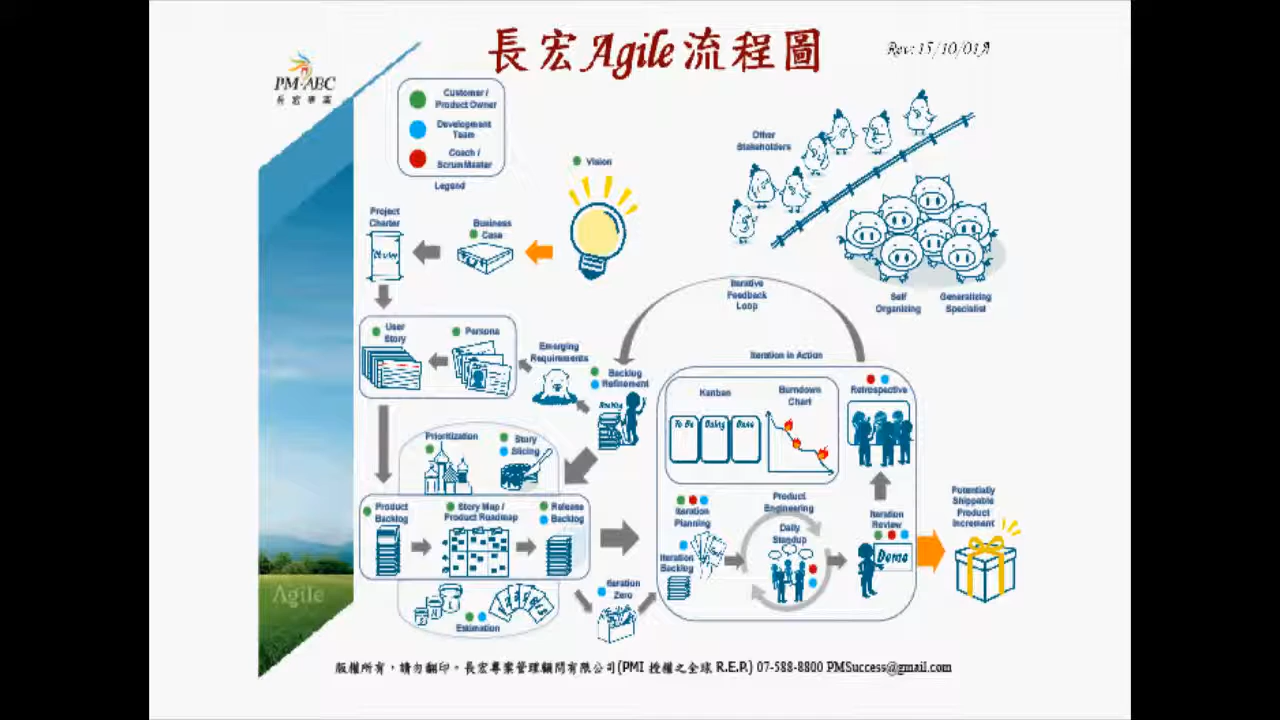 長宏Agile流程圖
Rev: 15/10/01JI
PM-ABC
長宏專案
Customer /
Product Owner
Development
Team
Coach /
Scrum Master
Legend
Vision
Other
Stakeholders
Project
Charter
Business
Case
Self
Organizing
Generalizing
Specialist
Iterative
Feedback
Loop
User
Story
Persona
Emerging
Requirements
Backlog
Refinement
Iteration in Action
Kanban
Burndown
Chart
Retrospective
To Do
Doing
Done
Prioritization
Story
Slicing
Product
Backlog
Story Map /
Product Roadmap
Release
Backlog
Iteration
Planning
Product
Engineering
Daily
Standup
Iteration
Review
Demo
Potentially
Shippable
Product
Increment
Iteration
Backlog
Iteration
Zero
Estimation
Agile
版權所有，請勿翻印。長宏專案管理顧問有限公司(PMI 授權之全球 R.E.P.) 07-588-8800 PMSuccess@gmail.com